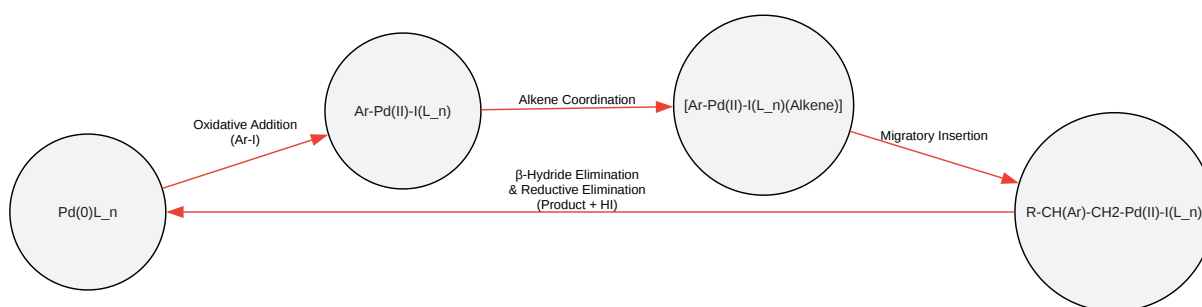 Pd(0)L_n
Oxidative Addition
(Ar-I)
Ar-Pd(II)-I(L_n)
Alkene Coordination
[Ar-Pd(II)-I(L_n)(Alkene)]
Migratory Insertion
R-CH(Ar)-CH2-Pd(II)-I(L_n)
β-Hydride Elimination
& Reductive Elimination
(Product + HI)